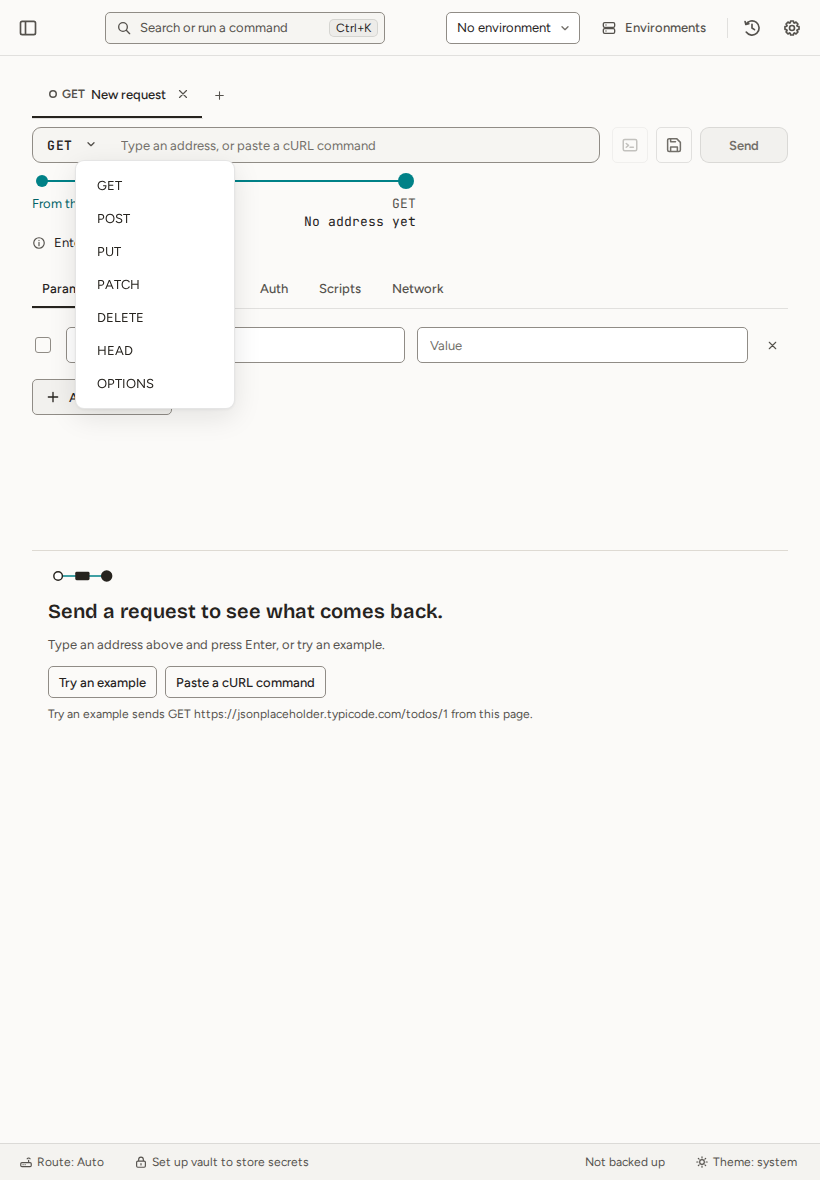 Search or run a command Ctrl+K No environment Environments
GET New request
GET Type an address, or paste a cURL command Send
GET
POST
PUT
PATCH
DELETE
HEAD
OPTIONS
From th
GET
No address yet
Ent
Param Auth Scripts Network
Value
A
Send a request to see what comes back.
Type an address above and press Enter, or try an example.
Try an example Paste a cURL command
Try an example sends GET https://jsonplaceholder.typicode.com/todos/1 from this page.
Route: Auto Set up vault to store secrets Not backed up Theme: system